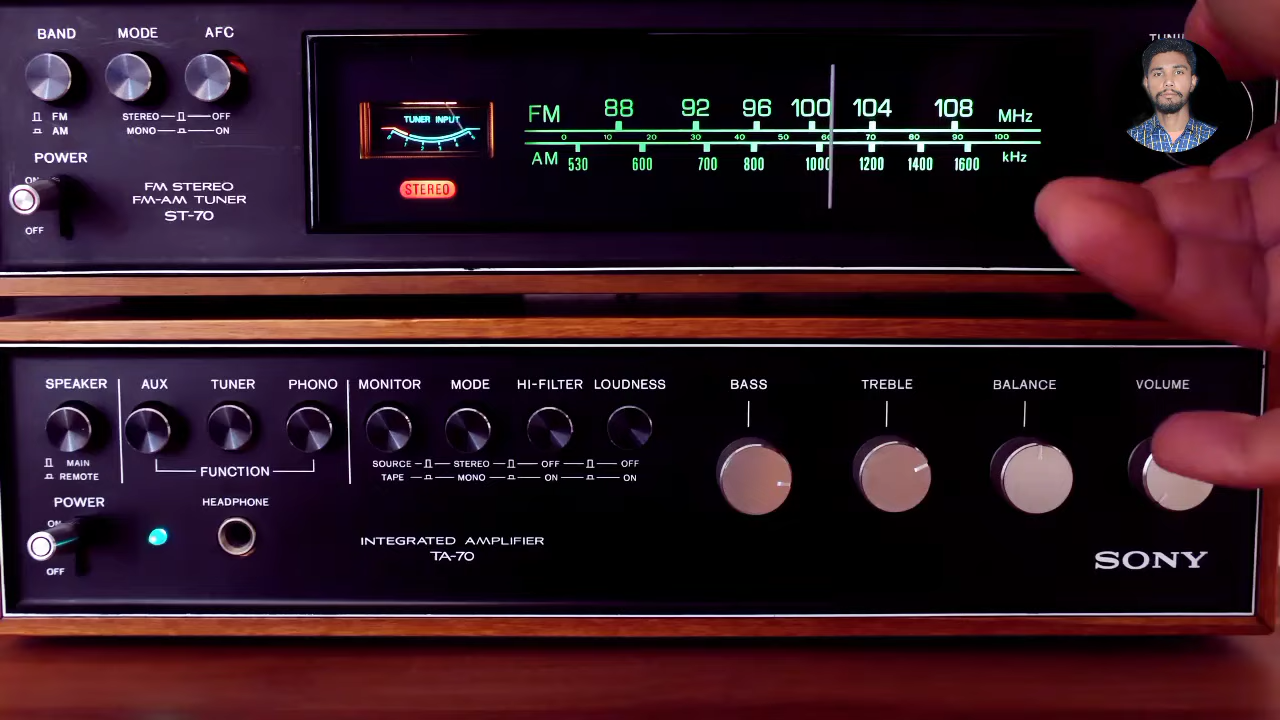 BAND MODE AFC
FM STEREO OFF
AM MONO ON
POWER
ON
OFF
FM STEREO
FM-AM TUNER
ST-70
TUNER INPUT
STEREO
FM 88 92 96 100 104 108 MHz
0 10 20 30 40 50 60 70 80 90 100
AM 530 600 700 800 1000 1200 1400 1600 kHz
SPEAKER AUX TUNER PHONO MONITOR MODE HI-FILTER LOUDNESS BASS TREBLE BALANCE VOLUME
MAIN
REMOTE
FUNCTION
SOURCE STEREO OFF OFF
TAPE MONO ON ON
POWER
ON
OFF
HEADPHONE
INTEGRATED AMPLIFIER
TA-70
SONY